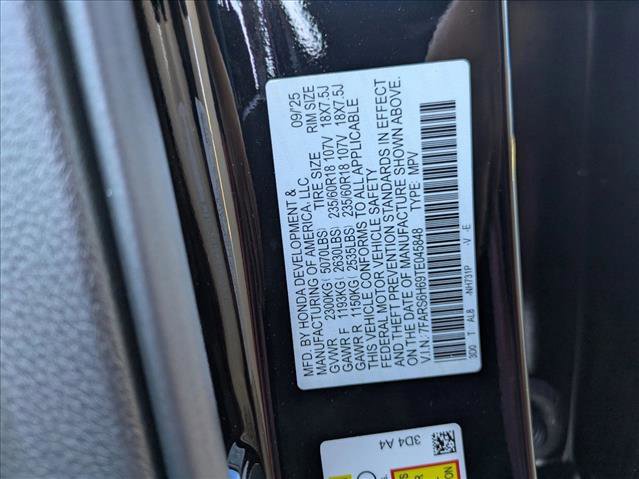 MFD. BY HONDA DEVELOPMENT & 09/25
MANUFACTURING OF AMERICA, LLC
TIRE SIZE RIM SIZE
GVWR 2300KG (5070LBS) 235/60R18 107V 18X7.5J
GAWR F 1193KG (2630LBS) 235/60R18 107V 18X7.5J
GAWR R 1150KG (2535LBS)
THIS VEHICLE CONFORMS TO ALL APPLICABLE
FEDERAL MOTOR VEHICLE SAFETY
AND THEFT PREVENTION STANDARDS IN EFFECT
ON THE DATE OF MANUFACTURE SHOWN ABOVE.
V.I.N: 7FARS6H69TE045848 TYPE: MPV
300 T AL8 -NH731P -V -E
3D4 A4